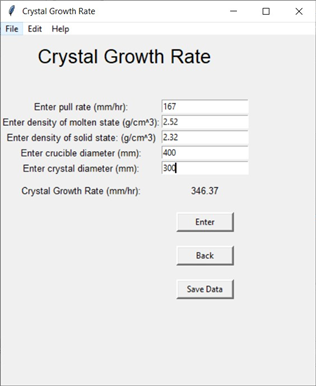 Crystal Growth Rate
File Edit Help
Crystal Growth Rate
Enter pull rate (mm/hr): 167
Enter density of molten state (g/cm^3): 2.52
Enter density of solid state: (g/cm^3) 2.32
Enter crucible diameter (mm): 400
Enter crystal diameter (mm): 300
Crystal Growth Rate (mm/hr): 346.37
Enter
Back
Save Data